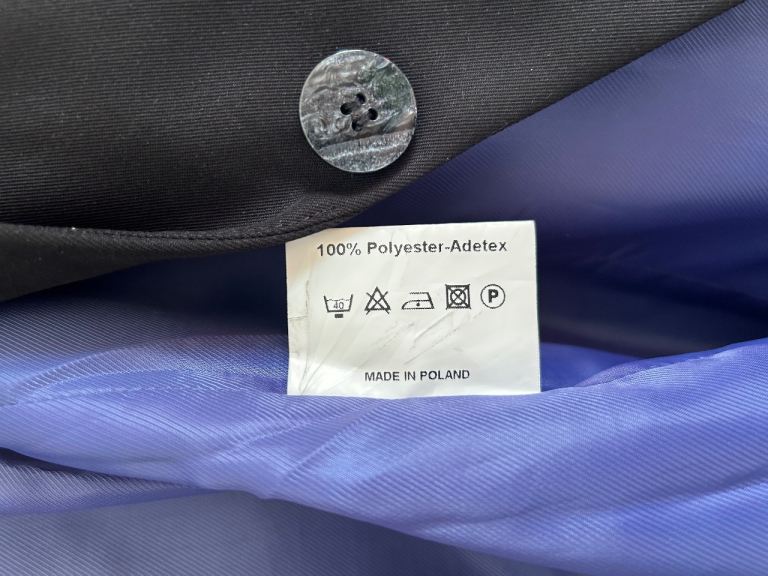 100% Polyester-Adetex
40 P
MADE IN POLAND